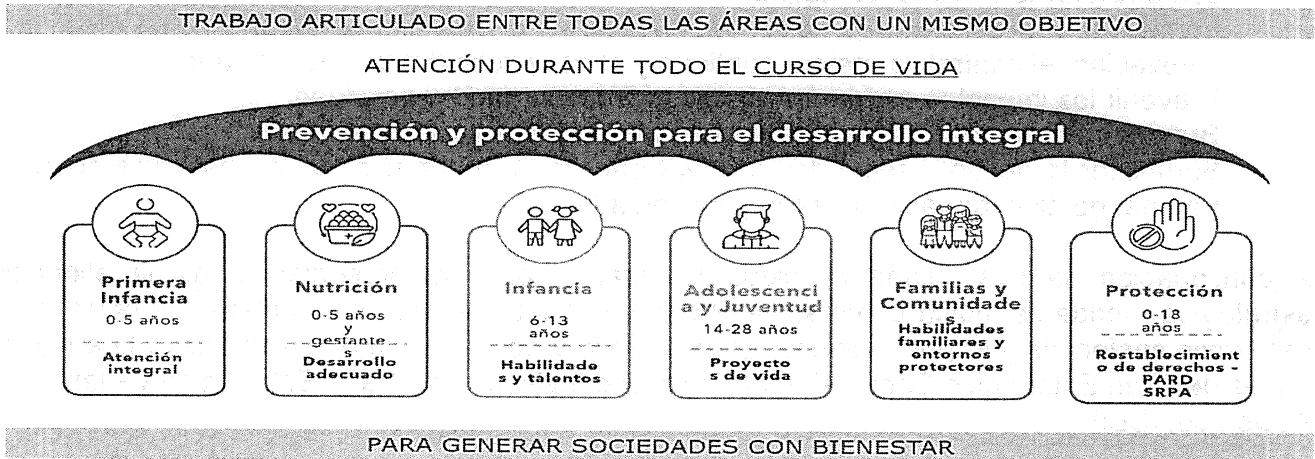 TRABAJO ARTICULADO ENTRE TODAS LAS ÁREAS CON UN MISMO OBJETIVO
ATENCIÓN DURANTE TODO EL CURSO DE VIDA
Prevención y protección para el desarrollo integral
Primera
Infancia
0-5 años
Atención
integral
Nutrición
0-5 años
y
gestante
s
Desarrollo
adecuado
Infancia
6-13
años
Habilidade
s y talentos
Adolescenci
a y Juventud
14-28 años
Proyecto
s de vida
Familias y
Comunidade
s
Habilidades
familiares y
entornos
protectores
Protección
0-18
años
Restablecimient
o de derechos -
PARD
SRPA
PARA GENERAR SOCIEDADES CON BIENESTAR